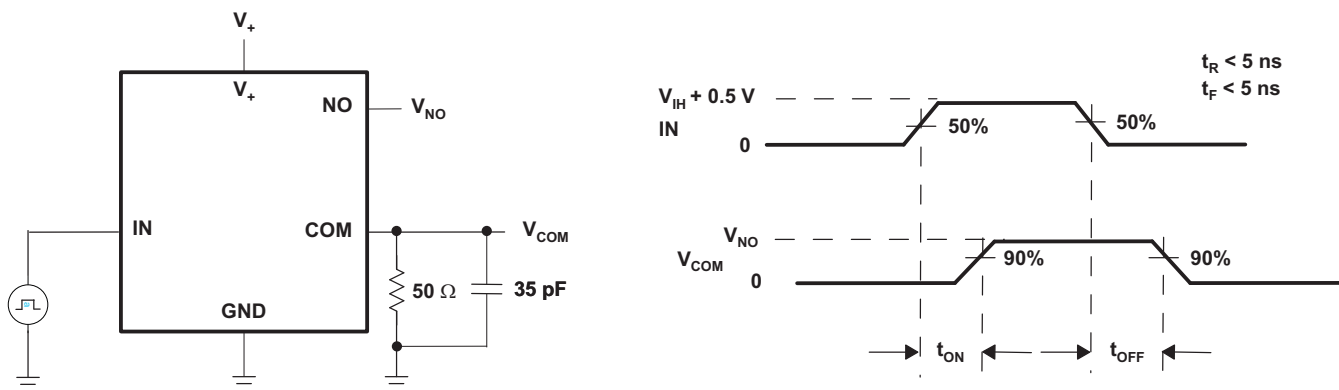 V+
V+
NO
VNO
IN
COM
VCOM
50 Ω
35 pF
GND
tR < 5 ns
tF < 5 ns
VIH + 0.5 V
IN
50%
50%
0
VNO
VCOM
90%
90%
0
tON
tOFF